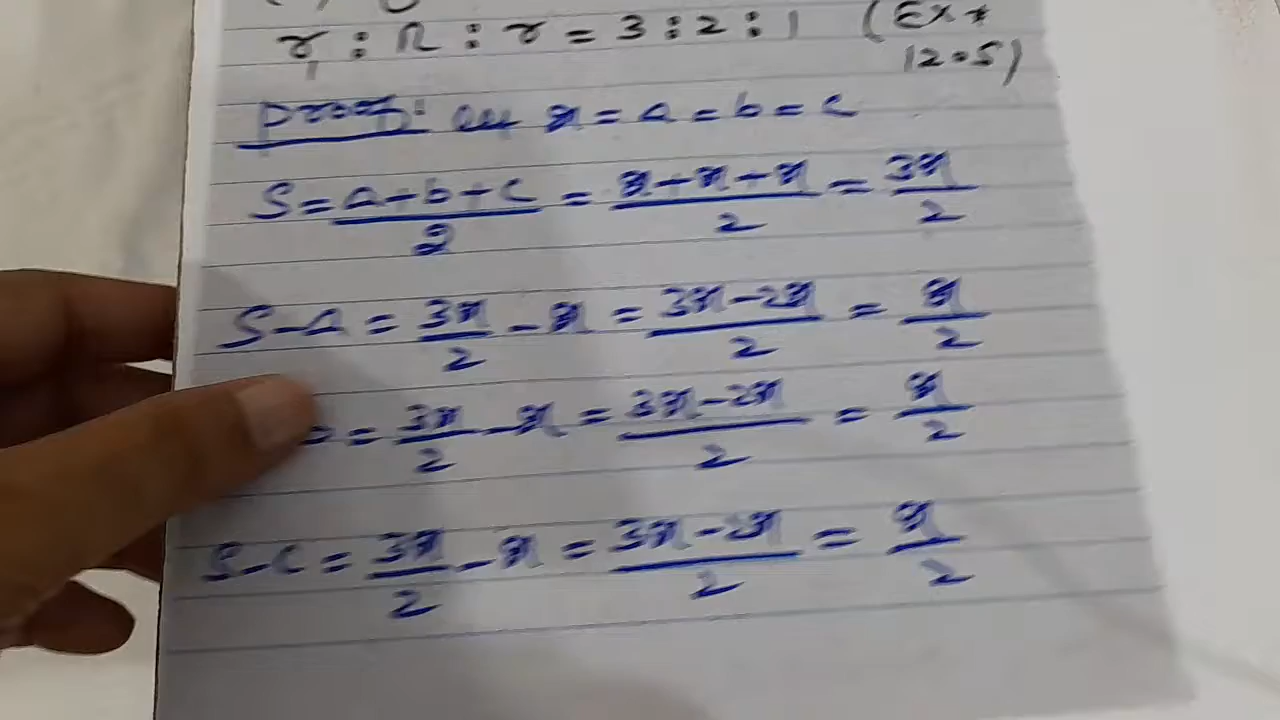 r₁ : R : r = 3 : 2 : 1 (Ex *
12.5)
Proof: as x = a = b = c
S = a+b+c/2 = x+x+x/2 = 3x/2
S-a = 3x/2 - x = 3x-2x/2 = x/2
= 3x/2 - x = 3x-2x/2 = x/2
S-c = 3x/2 - x = 3x-2x/2 = x/2